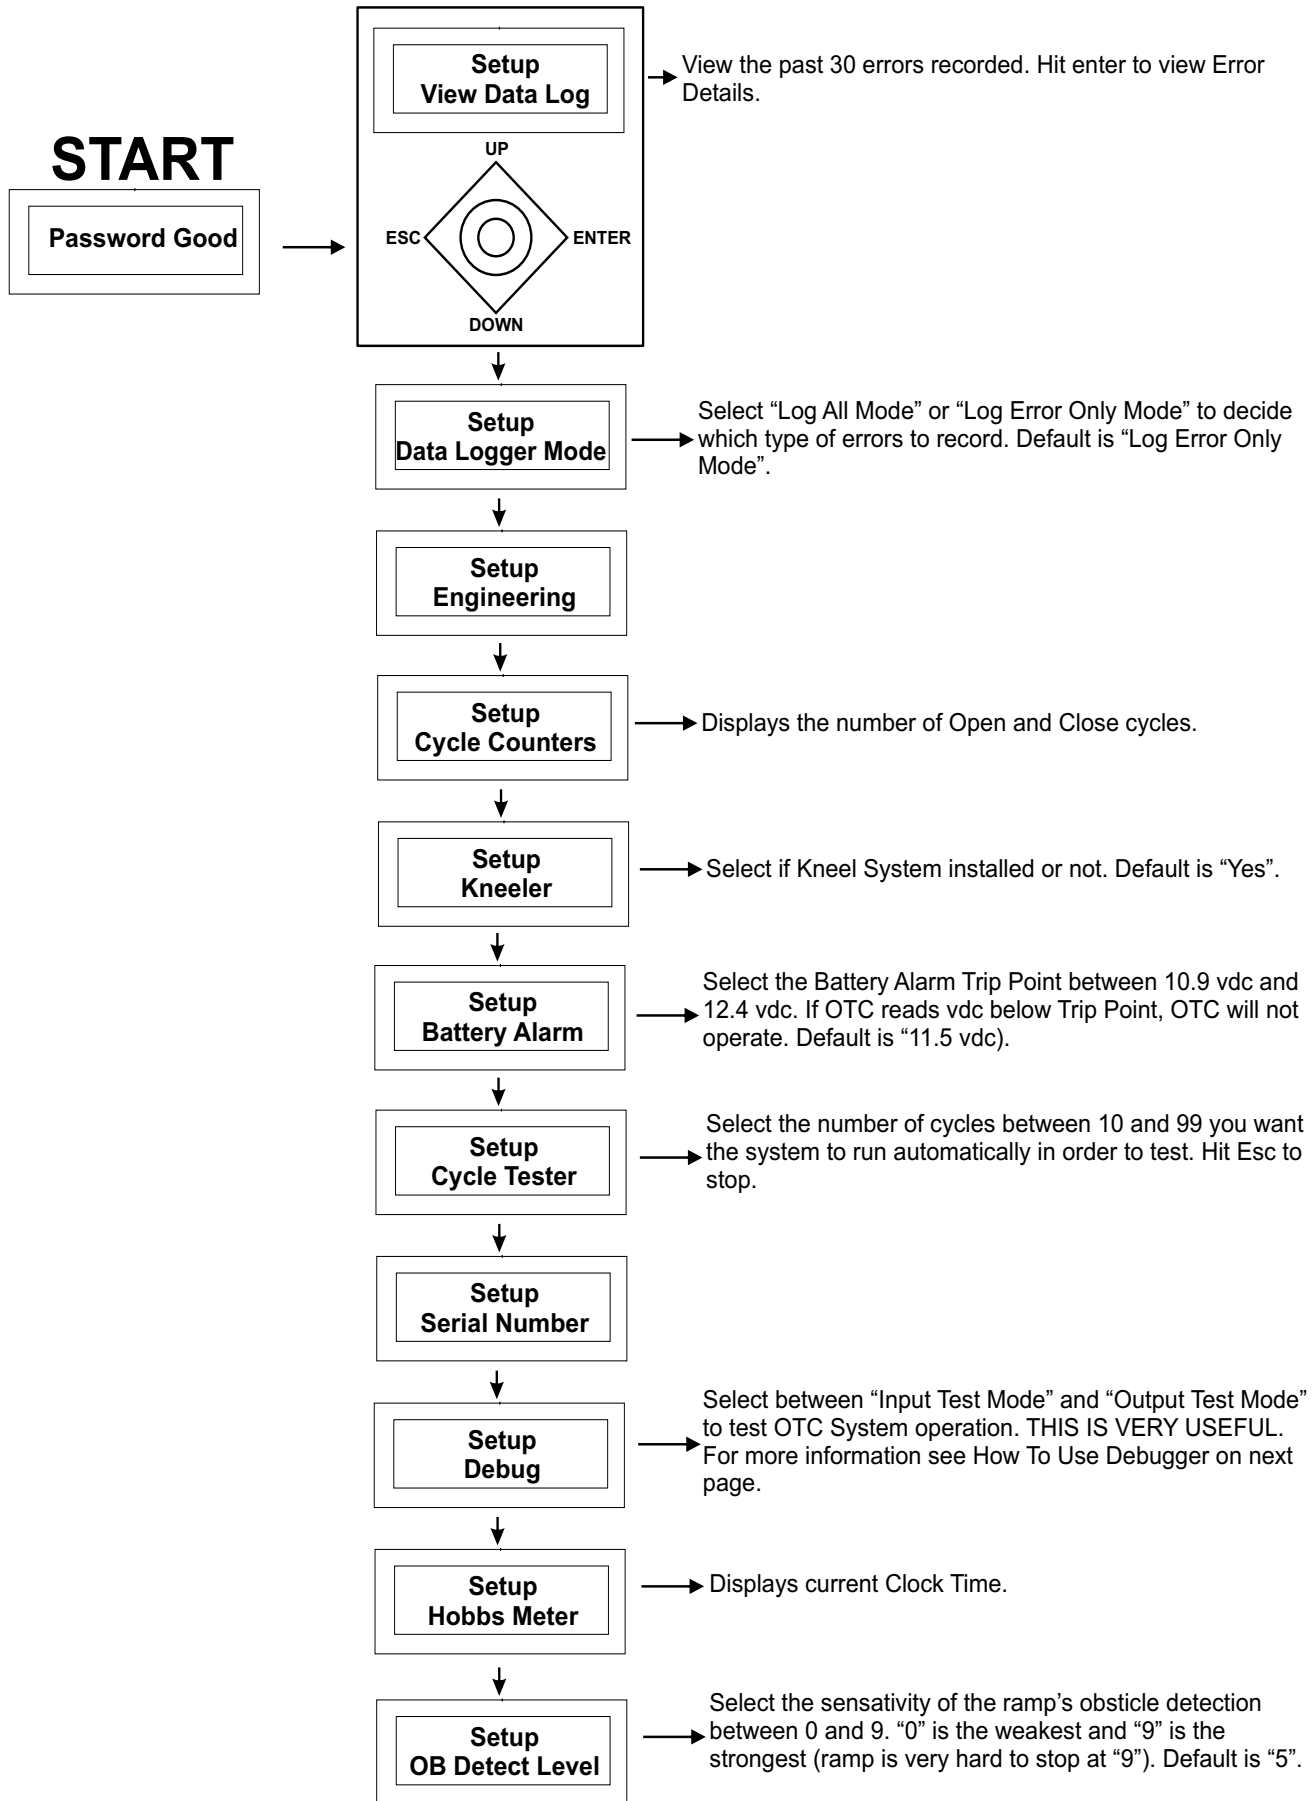 Setup
View Data Log
View the past 30 errors recorded. Hit enter to view Error
Details.
START
Password Good
UP
ESC
ENTER
DOWN
Setup
Data Logger Mode
Select “Log All Mode” or “Log Error Only Mode” to decide
which type of errors to record. Default is “Log Error Only
Mode”.
Setup
Engineering
Setup
Cycle Counters
Displays the number of Open and Close cycles.
Setup
Kneeler
Select if Kneel System installed or not. Default is “Yes”.
Setup
Battery Alarm
Select the Battery Alarm Trip Point between 10.9 vdc and
12.4 vdc. If OTC reads vdc below Trip Point, OTC will not
operate. Default is “11.5 vdc).
Setup
Cycle Tester
Select the number of cycles between 10 and 99 you want
the system to run automatically in order to test. Hit Esc to
stop.
Setup
Serial Number
Setup
Debug
Select between “Input Test Mode” and “Output Test Mode”
to test OTC System operation. THIS IS VERY USEFUL.
For more information see How To Use Debugger on next
page.
Setup
Hobbs Meter
Displays current Clock Time.
Setup
OB Detect Level
Select the sensativity of the ramp’s obsticle detection
between 0 and 9. “0” is the weakest and “9” is the
strongest (ramp is very hard to stop at “9”). Default is “5”.